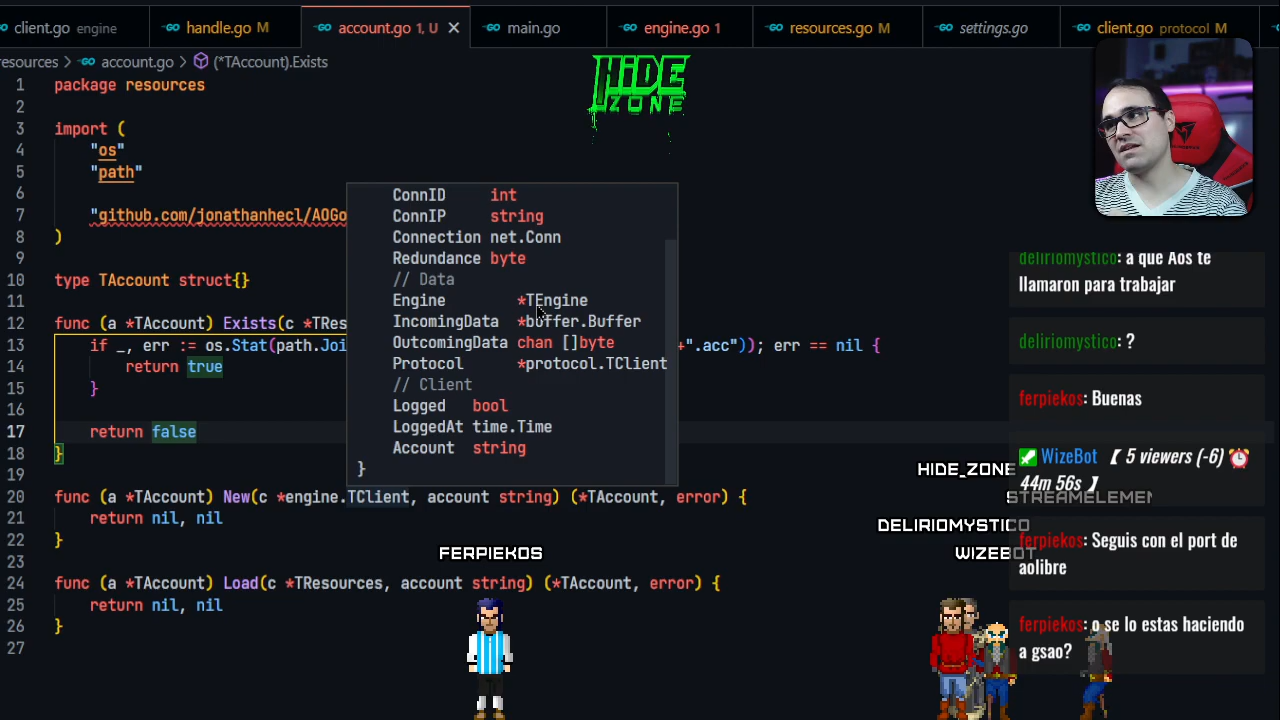 client.go engine
handle.go M
account.go 1, U
main.go
engine.go 1
resources.go M
settings.go
client.go protocol M
resources > account.go > (*TAccount).Exists
HIDE
ZONE
1 package resources
2
3 import (
4 "os"
5 "path"
6
7 "github.com/jonathanhecl/AOGo
8 )
9
10 type TAccount struct{}
11
12 func (a *TAccount) Exists(c *TRes
13 if _, err := os.Stat(path.Joi +".acc")); err == nil {
14 return true
15 }
16
17 return false
18 }
19
20 func (a *TAccount) New(c *engine.TClient, account string) (*TAccount, error) {
21 return nil, nil
22 }
23
24 func (a *TAccount) Load(c *TResources, account string) (*TAccount, error) {
25 return nil, nil
26 }
27
ConnID int
ConnIP string
Connection net.Conn
Redundance byte
// Data
Engine *TEngine
IncomingData *buffer.Buffer
OutcomingData chan []byte
Protocol *protocol.TClient
// Client
Logged bool
LoggedAt time.Time
Account string
}
deliriomystico: a que Aos te
llamaron para trabajar
deliriomystico: ?
ferpiekos: Buenas
WizeBot 【 5 viewers (-6)
44m 56s 】
ferpiekos: Seguis con el port de
aolibre
ferpiekos: o se lo estas haciendo
a gsao?
HIDE_ZONE
STREAMELEMEN
DELIRIOMYSTICO
WIZEBOT
FERPIEKOS